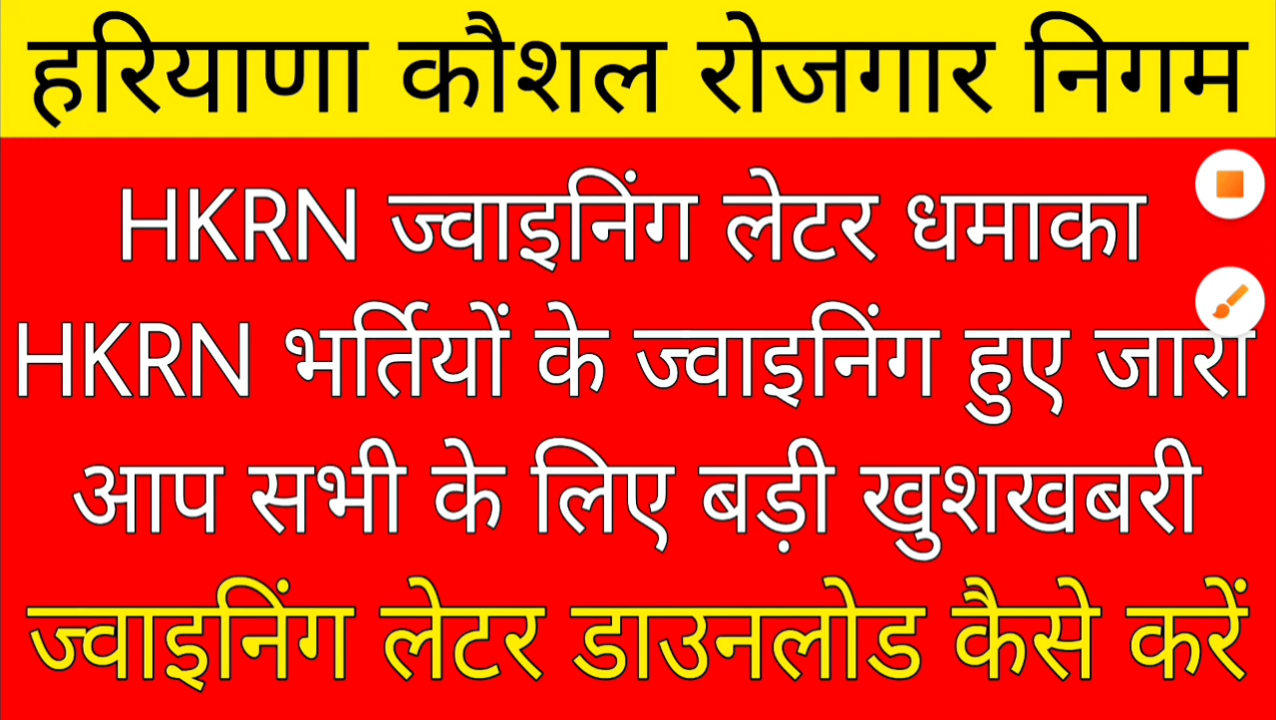 हरियाणा कौशल रोजगार निगम
HKRN ज्वाइनिंग लेटर धमाका
HKRN भर्तियों के ज्वाइनिंग हुए जारी
आप सभी के लिए बड़ी खुशखबरी
ज्वाइनिंग लेटर डाउनलोड कैसे करें